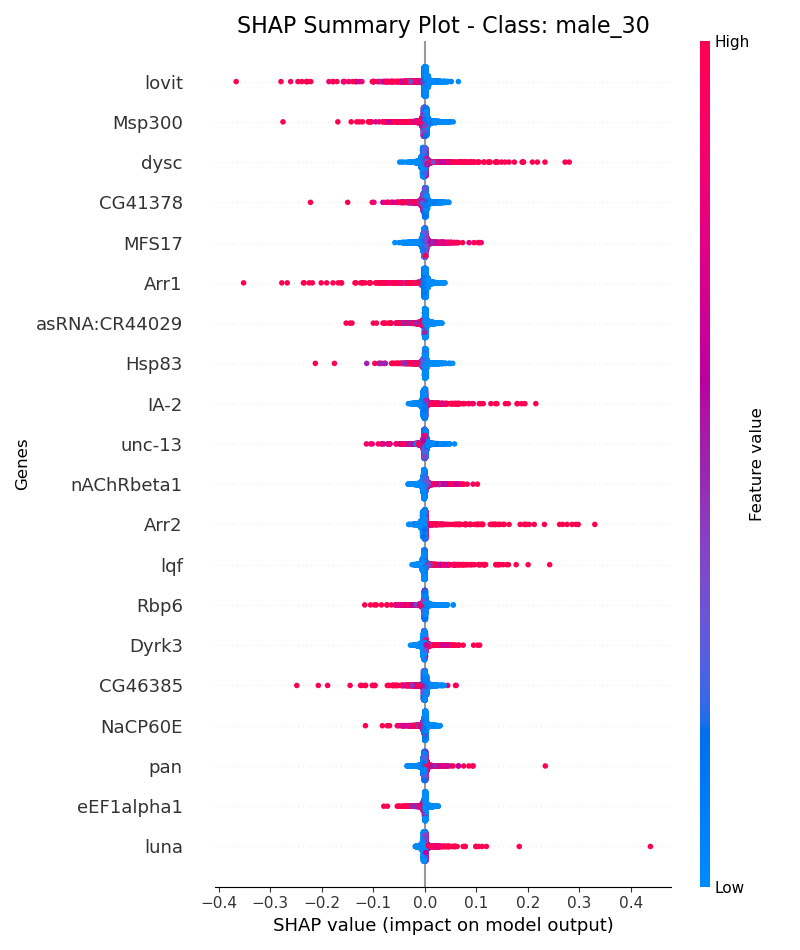 SHAP Summary Plot - Class: male_30
High
lovit
Msp300
dysc
CG41378
MFS17
Arr1
asRNA:CR44029
Hsp83
IA-2
unc-13
nAChRbeta1
Arr2
lqf
Rbp6
Dyrk3
CG46385
NaCP60E
pan
eEF1alpha1
luna
Genes
Feature value
Low
−0.4 −0.3 −0.2 −0.1 0.0 0.1 0.2 0.3 0.4
SHAP value (impact on model output)